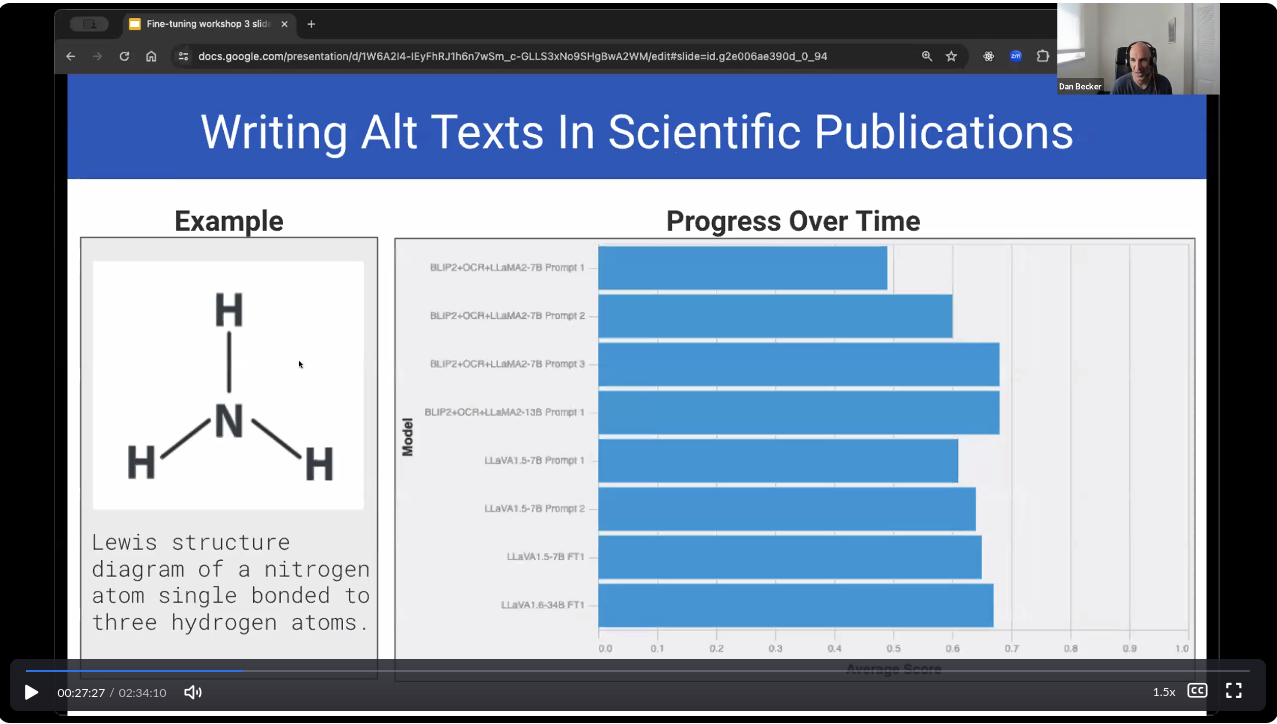 Fine-tuning workshop 3 slid
docs.google.com/presentation/d/1W6A2I4-IEyFhRJ1h6n7wSm_c-GLLS3xNo9SHgBwA2WM/edit#slide=id.g2e006ae390d_0_94
zm
Dan Becker
Writing Alt Texts In Scientific Publications
Example
H
N
H H
Lewis structure
diagram of a nitrogen
atom single bonded to
three hydrogen atoms.
Progress Over Time
Model
BLIP2+OCR+LLaMA2-7B Prompt 1
BLIP2+OCR+LLaMA2-7B Prompt 2
BLIP2+OCR+LLaMA2-7B Prompt 3
BLIP2+OCR+LLaMA2-13B Prompt 1
LLaVA1.5-7B Prompt 1
LLaVA1.5-7B Prompt 2
LLaVA1.5-7B FT1
LLaVA1.6-34B FT1
0.0 0.1 0.2 0.3 0.4 0.5 0.6 0.7 0.8 0.9 1.0
Average Score
00:27:27 / 02:34:10
1.5x CC